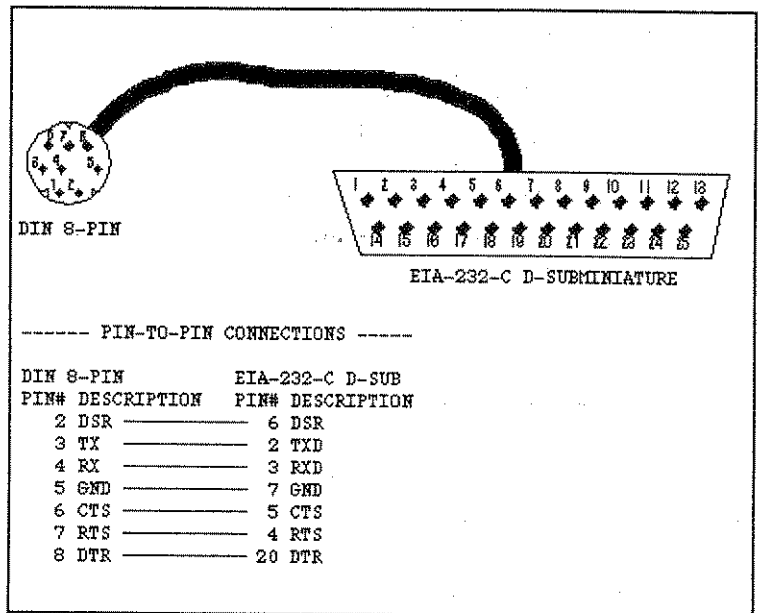 DIN 8-PIN
1 2 3 4 5 6 7 8 9 10 11 12 13
14 15 16 17 18 19 20 21 22 23 24 25
EIA-232-C D-SUBMINIATURE
------ PIN-TO-PIN CONNECTIONS -----
DIN 8-PIN EIA-232-C D-SUB
PIN# DESCRIPTION PIN# DESCRIPTION
2 DSR 6 DSR
3 TX 2 TXD
4 RX 3 RXD
5 GND 7 GND
6 CTS 5 CTS
7 RTS 4 RTS
8 DTR 20 DTR